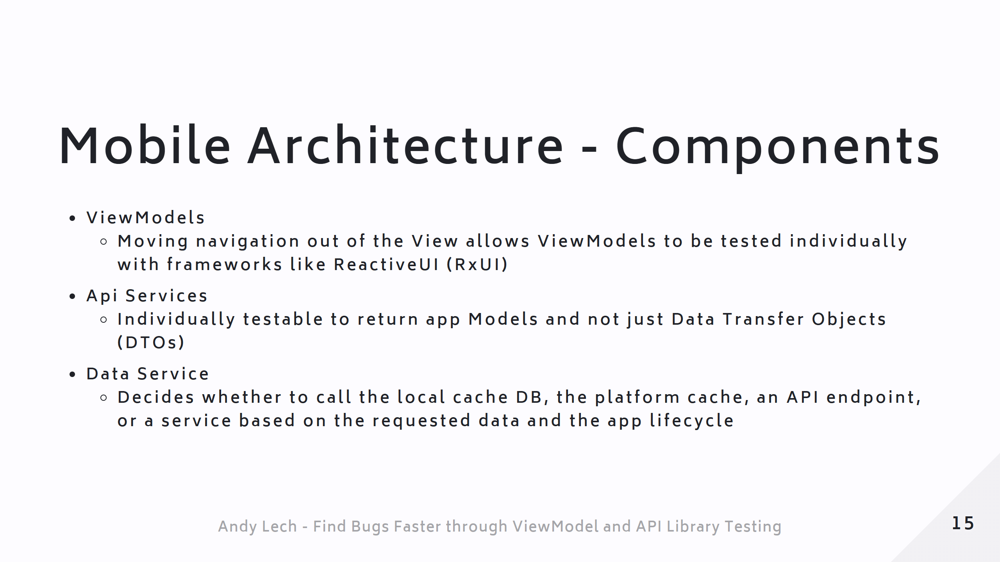 Mobile Architecture - Components
• ViewModels
◦ Moving navigation out of the View allows ViewModels to be tested individually
with frameworks like ReactiveUI (RxUI)
• Api Services
◦ Individually testable to return app Models and not just Data Transfer Objects
(DTOs)
• Data Service
◦ Decides whether to call the local cache DB, the platform cache, an API endpoint,
or a service based on the requested data and the app lifecycle
Andy Lech - Find Bugs Faster through ViewModel and API Library Testing
15